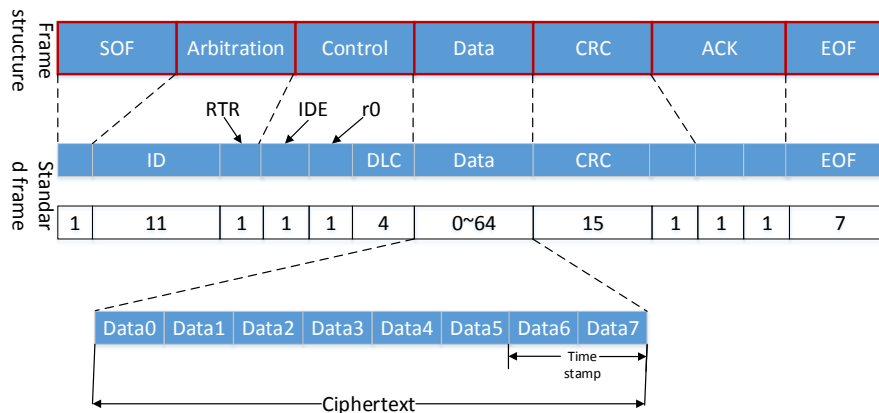 Frame structure
SOF Arbitration Control Data CRC ACK EOF
RTR IDE r0
Standar d frame
ID DLC Data CRC EOF
1 11 1 1 1 4 0~64 15 1 1 1 7
Data0 Data1 Data2 Data3 Data4 Data5 Data6 Data7
Time
stamp
Ciphertext